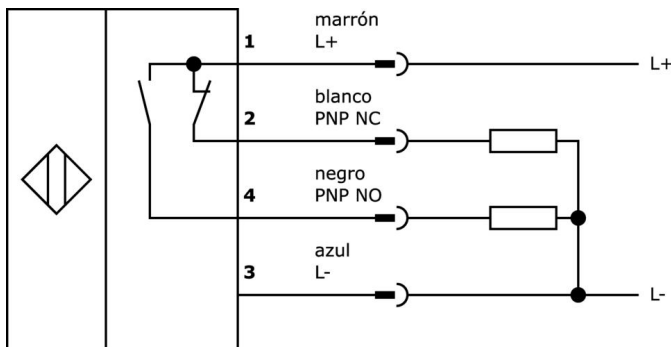 marrón
1 L+ L+
blanco
2 PNP NC
negro
4 PNP NO
azul
3 L- L-